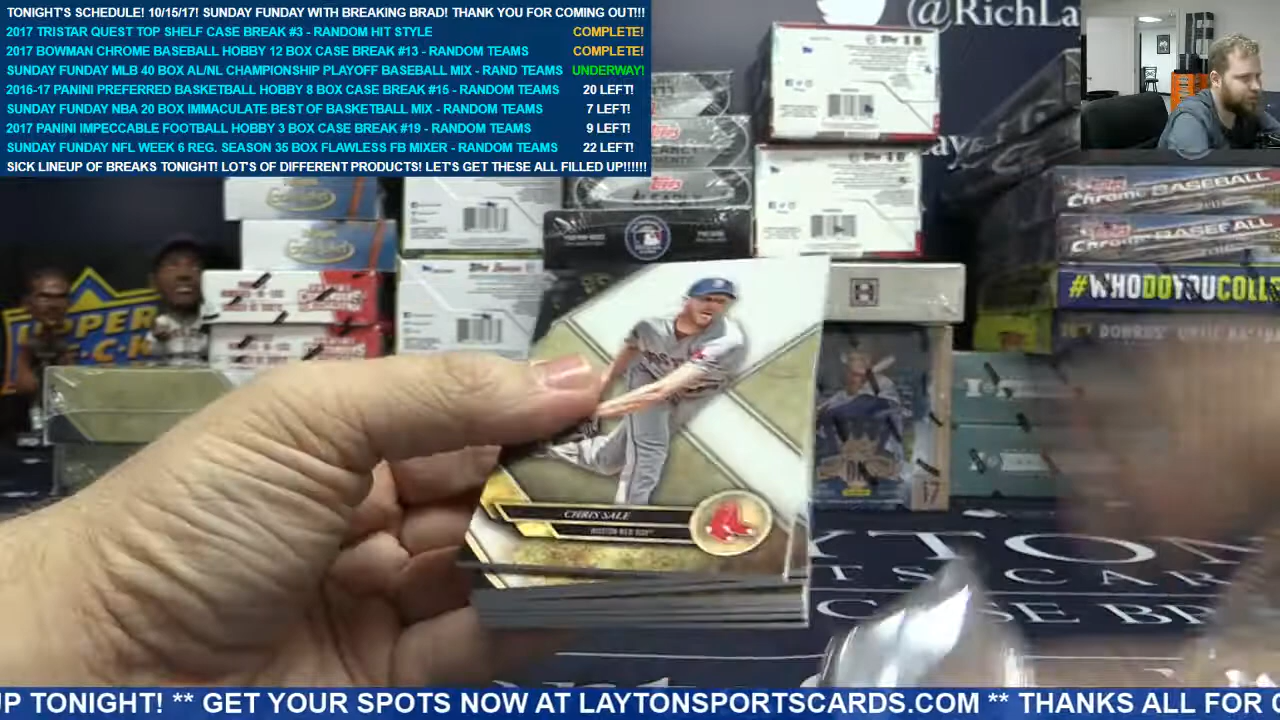 TONIGHT'S SCHEDULE! 10/15/17! SUNDAY FUNDAY WITH BREAKING BRAD! THANK YOU FOR COMING OUT!!!
2017 TRISTAR QUEST TOP SHELF CASE BREAK #3 - RANDOM HIT STYLE COMPLETE!
2017 BOWMAN CHROME BASEBALL HOBBY 12 BOX CASE BREAK #13 - RANDOM TEAMS COMPLETE!
SUNDAY FUNDAY MLB 40 BOX AL/NL CHAMPIONSHIP PLAYOFF BASEBALL MIX - RAND TEAMS UNDERWAY!
2016-17 PANINI PREFERRED BASKETBALL HOBBY 8 BOX CASE BREAK #15 - RANDOM TEAMS 20 LEFT!
SUNDAY FUNDAY NBA 20 BOX IMMACULATE BEST OF BASKETBALL MIX - RANDOM TEAMS 7 LEFT!
2017 PANINI IMPECCABLE FOOTBALL HOBBY 3 BOX CASE BREAK #19 - RANDOM TEAMS 9 LEFT!
SUNDAY FUNDAY NFL WEEK 6 REG. SEASON 35 BOX FLAWLESS FB MIXER - RANDOM TEAMS 22 LEFT!
SICK LINEUP OF BREAKS TONIGHT! LOT'S OF DIFFERENT PRODUCTS! LET'S GET THESE ALL FILLED UP!!!!!!
@RichLa
Topps
Chrome BASEBALL
Chrome BASEBALL
#WHODOYOUCOLL
UPPER
CHRIS SALE
BOSTON RED SOX
17
YTON
UP TONIGHT! ** GET YOUR SPOTS NOW AT LAYTONSPORTSCARDS.COM ** THANKS ALL FOR